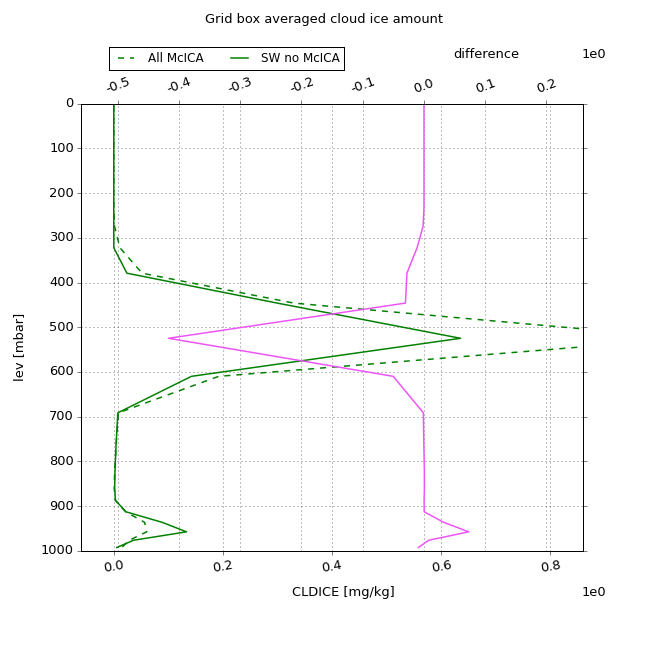 Grid box averaged cloud ice amount
All McICA SW no McICA
difference 1e0
-0.5 -0.4 -0.3 -0.2 -0.1 0.0 0.1 0.2
0
100
200
300
400
500
600
700
800
900
1000
lev [mbar]
0.0 0.2 0.4 0.6 0.8
CLDICE [mg/kg] 1e0